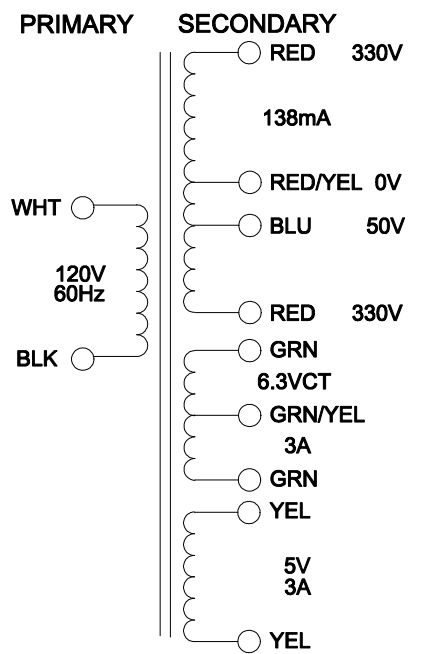 PRIMARY SECONDARY
RED 330V
138mA
RED/YEL 0V
WHT
BLU 50V
120V
60Hz
RED 330V
GRN
BLK
6.3VCT
GRN/YEL
3A
GRN
YEL
5V
3A
YEL